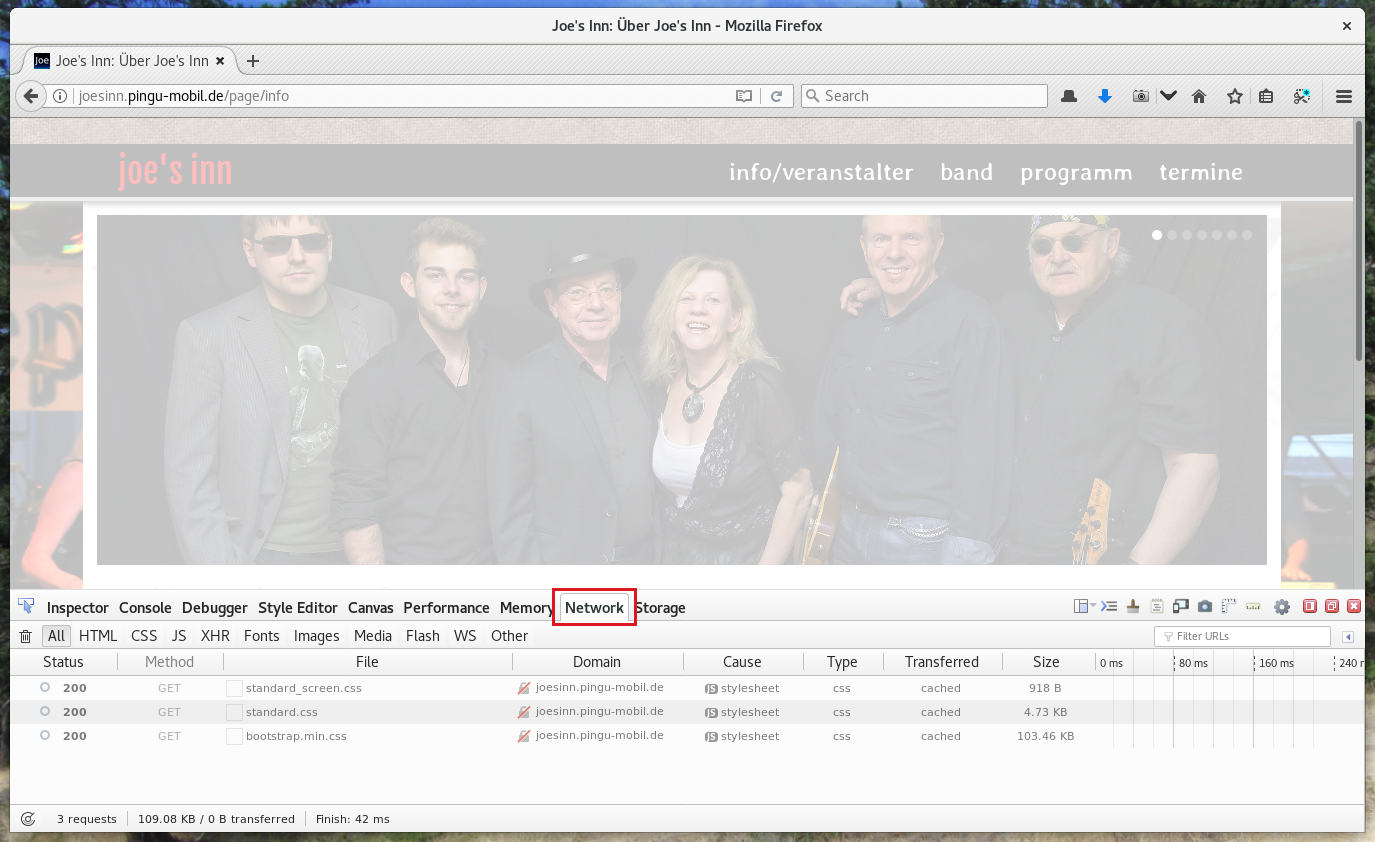 Joe's Inn: Über Joe's Inn - Mozilla Firefox
Joe Joe's Inn: Über Joe's Inn
joesinn.pingu-mobil.de/page/info Search
joe's inn info/veranstalter band programm termine
Inspector Console Debugger Style Editor Canvas Performance Memory Network Storage
All HTML CSS JS XHR Fonts Images Media Flash WS Other Filter URLs
Status Method File Domain Cause Type Transferred Size 0 ms 80 ms 160 ms 240 m
200 GET standard_screen.css joesinn.pingu-mobil.de JS stylesheet css cached 918 B
200 GET standard.css joesinn.pingu-mobil.de JS stylesheet css cached 4.73 KB
200 GET bootstrap.min.css joesinn.pingu-mobil.de JS stylesheet css cached 103.46 KB
3 requests 109.08 KB / 0 B transferred Finish: 42 ms